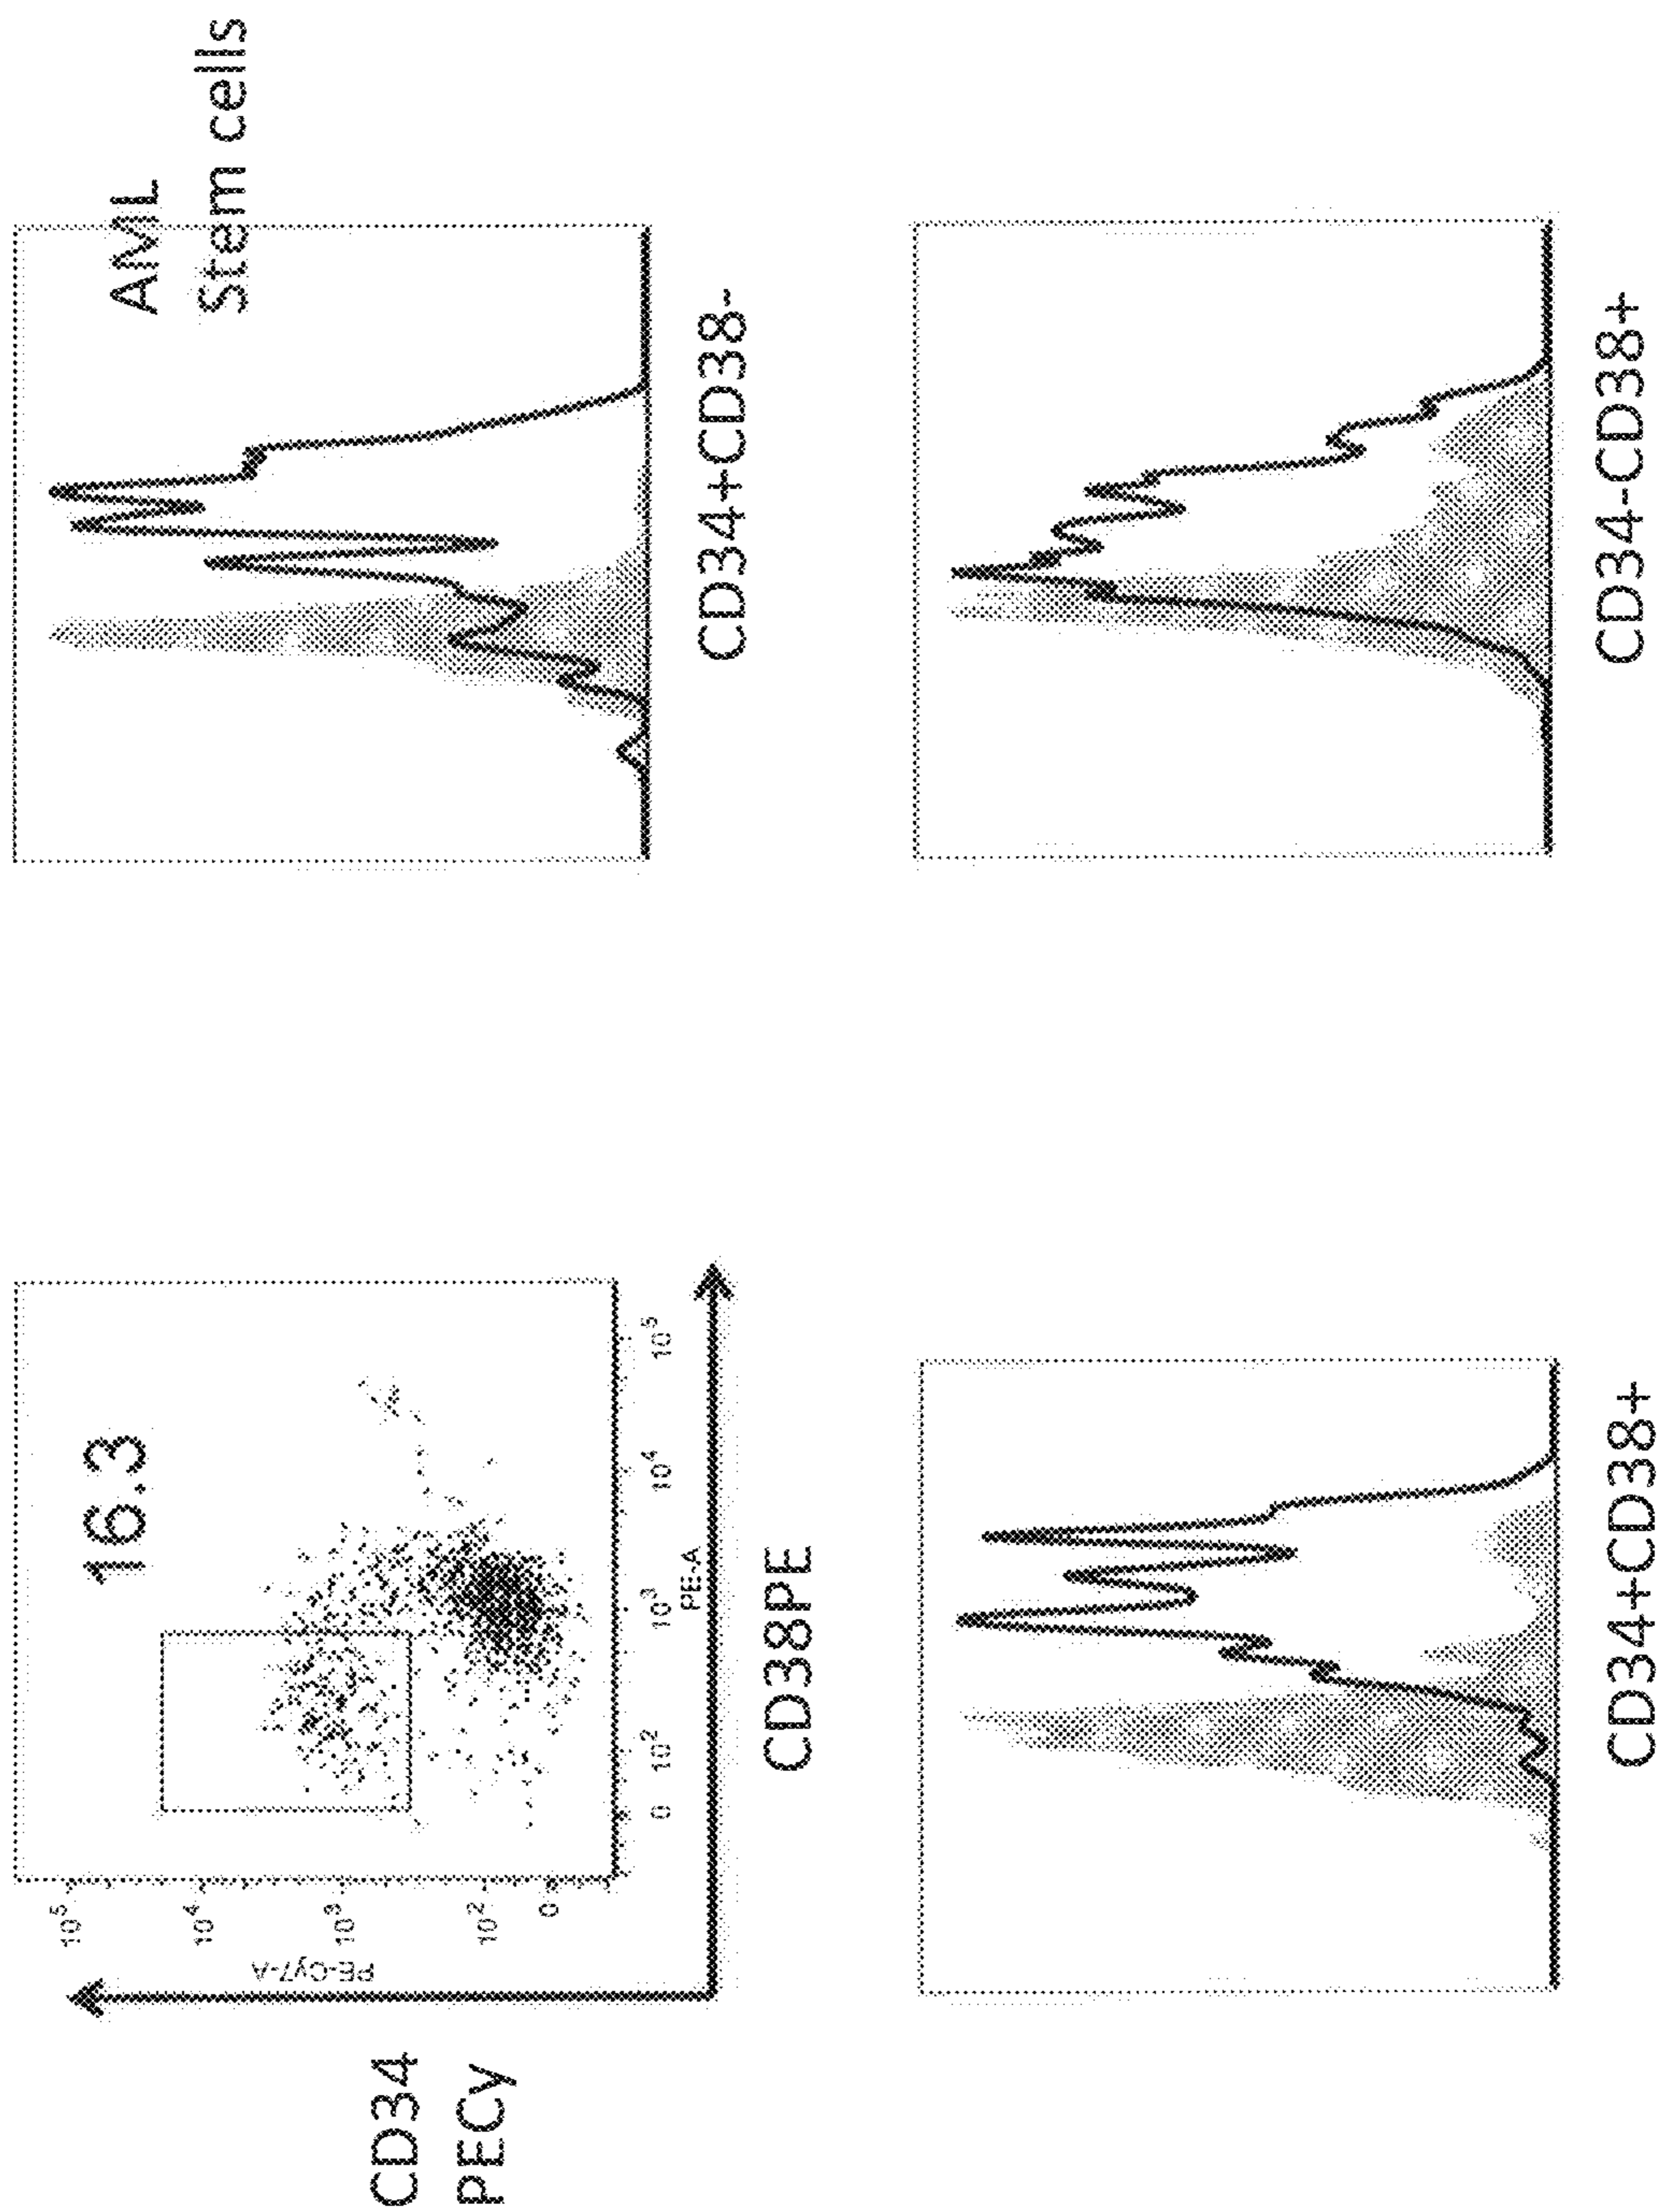 16.3
10⁵
10⁴
10³
10²
0
PE-Cy7-A
CD34
PECy
0
10²
10³
10⁴
10⁵
PE-A
CD38PE
AML
Stem cells
CD34+CD38-
CD34+CD38+
CD34-CD38+